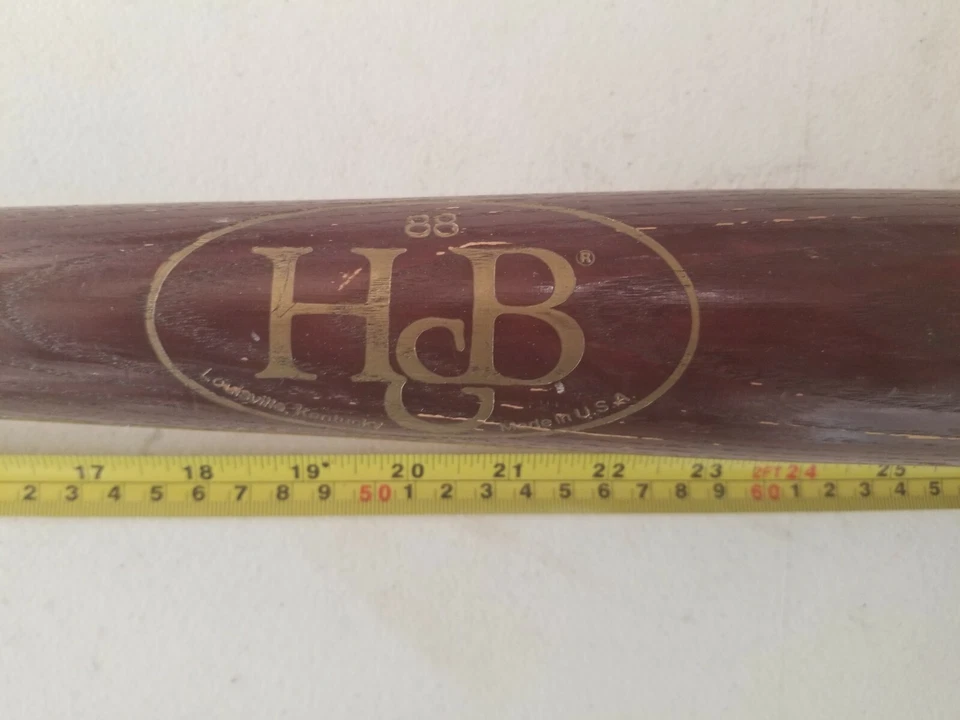 88
HCB®
Louisville, Kentucky
Made in U.S.A.
17 18 19 20 21 22 23 2FT 24 25
2 3 4 5 6 7 8 9 50 1 2 3 4 5 6 7 8 9 60 1 2 3 4 5